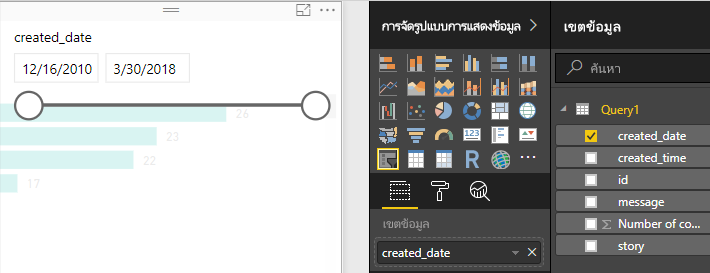 created_date
12/16/2010 3/30/2018
26
23
22
17
การจัดรูปแบบการแสดงข้อมูล
123
R
เขตข้อมูล
created_date
เขตข้อมูล
ค้นหา
Query1
created_date
created_time
id
message
Σ Number of co...
story